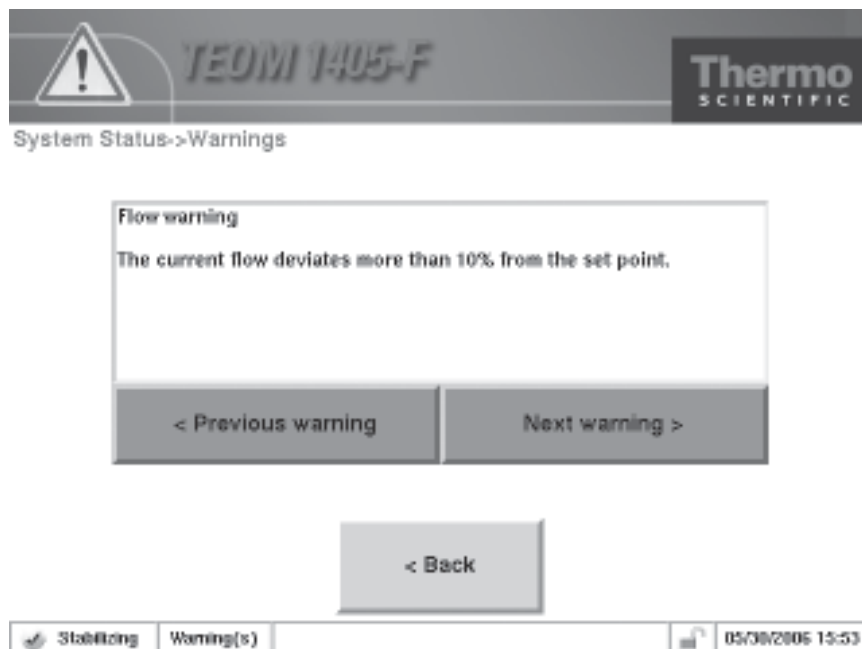 TEOM 1405-F
Thermo
SCIENTIFIC
System Status->Warnings
Flow warning
The current flow deviates more than 10% from the set point.
< Previous warning
Next warning >
< Back
Stabilizing
Warning(s)
05/30/2006 15:53